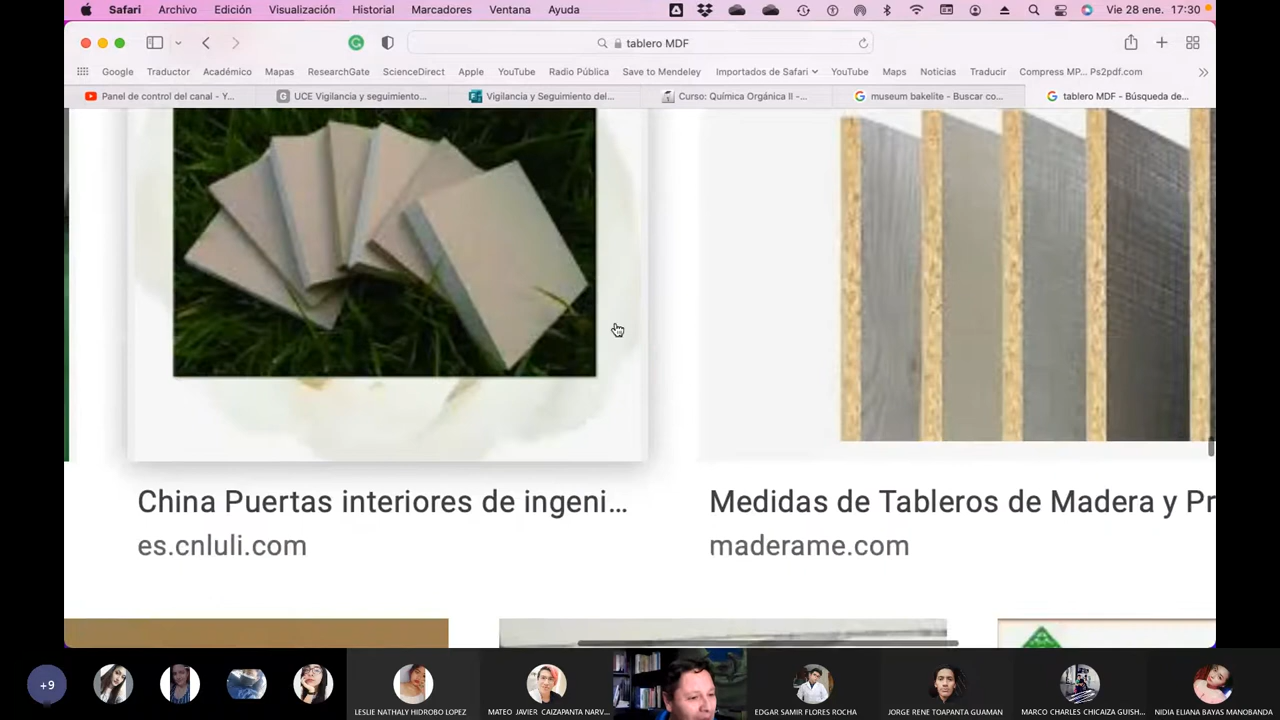 Safari Archivo Edición Visualización Historial Marcadores Ventana Ayuda Vie 28 ene. 17:30
tablero MDF
Google Traductor Académico Mapas ResearchGate ScienceDirect Apple YouTube Radio Pública Save to Mendeley Importados de Safari YouTube Maps Noticias Traducir Compress MP... Ps2pdf.com
Panel de control del canal - Y... UCE Vigilancia y seguimiento... Vigilancia y Seguimiento del... Curso: Química Orgánica II -... museum bakelite - Buscar co... tablero MDF - Búsqueda de...
China Puertas interiores de ingeni... Medidas de Tableros de Madera y Pr
es.cnluli.com maderame.com
+9
LESLIE NATHALY HIDROBO LOPEZ MATEO JAVIER CAIZAPANTA NARV... EDGAR SAMIR FLORES ROCHA JORGE RENE TOAPANTA GUAMAN MARCO CHARLES CHICAIZA GUISH... NIDIA ELIANA BAYAS MANOBANDA